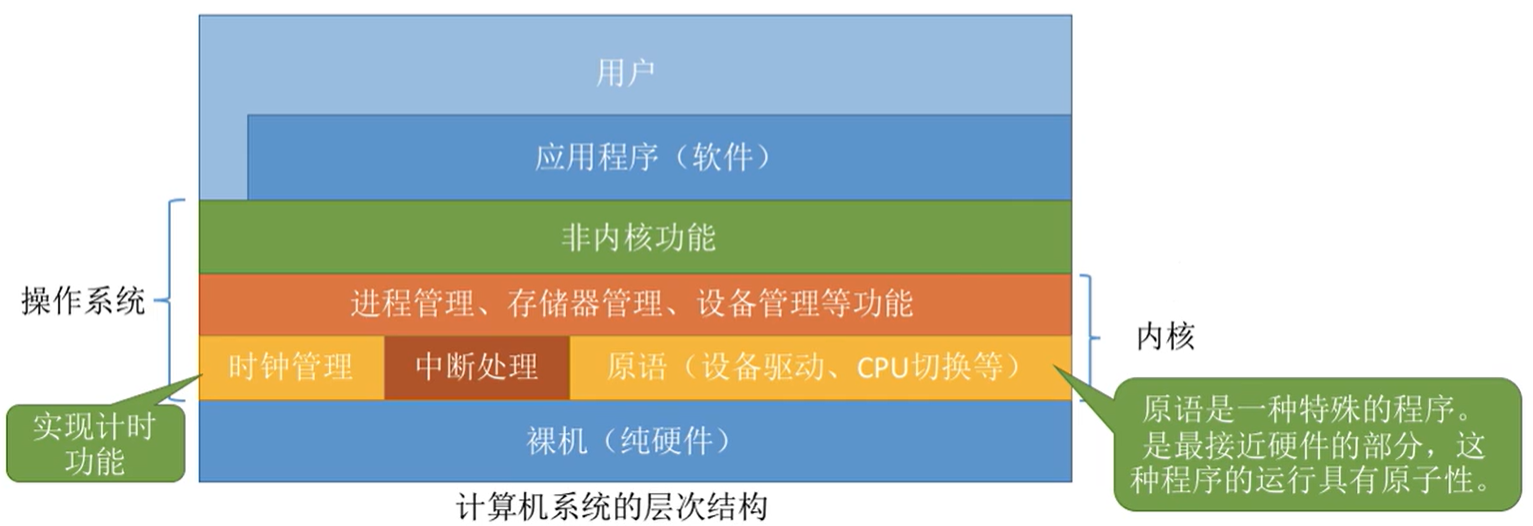 用户
应用程序（软件）
非内核功能
操作系统
进程管理、存储器管理、设备管理等功能
内核
时钟管理
中断处理
原语（设备驱动、CPU切换等）
实现计时
功能
原语是一种特殊的程序。
是最接近硬件的部分，这
种程序的运行具有原子性。
裸机（纯硬件）
计算机系统的层次结构